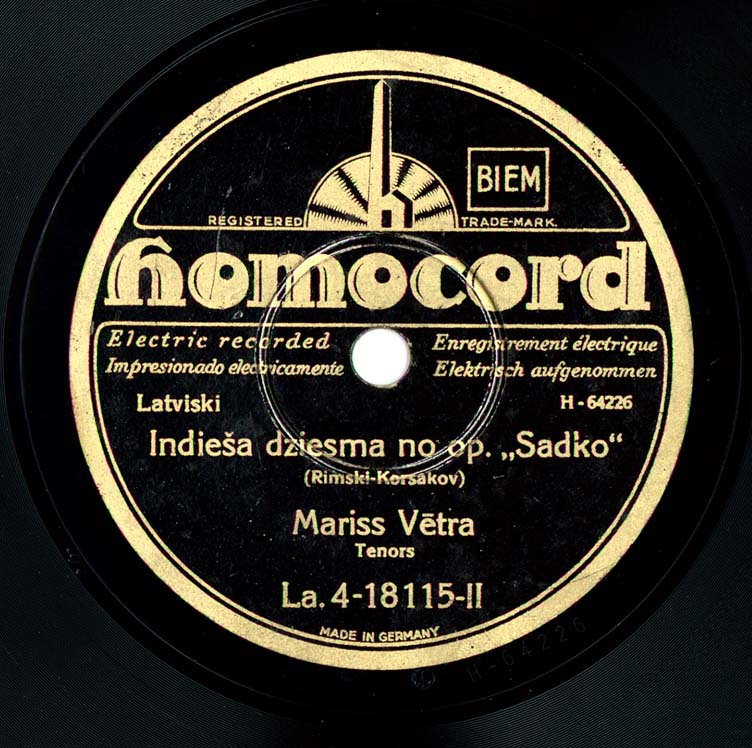 BIEM
REGISTERED TRADE-MARK.
homocord
Electric recorded Enregistrement électrique
Impresionado electricamente Elektrisch aufgenommen
Latviski H-64226
Indieša dziesma no op. „Sadko“
(Rimski-Korsakov)
Mariss Vētra
Tenors
La. 4-18115-II
MADE IN GERMANY
H-64226